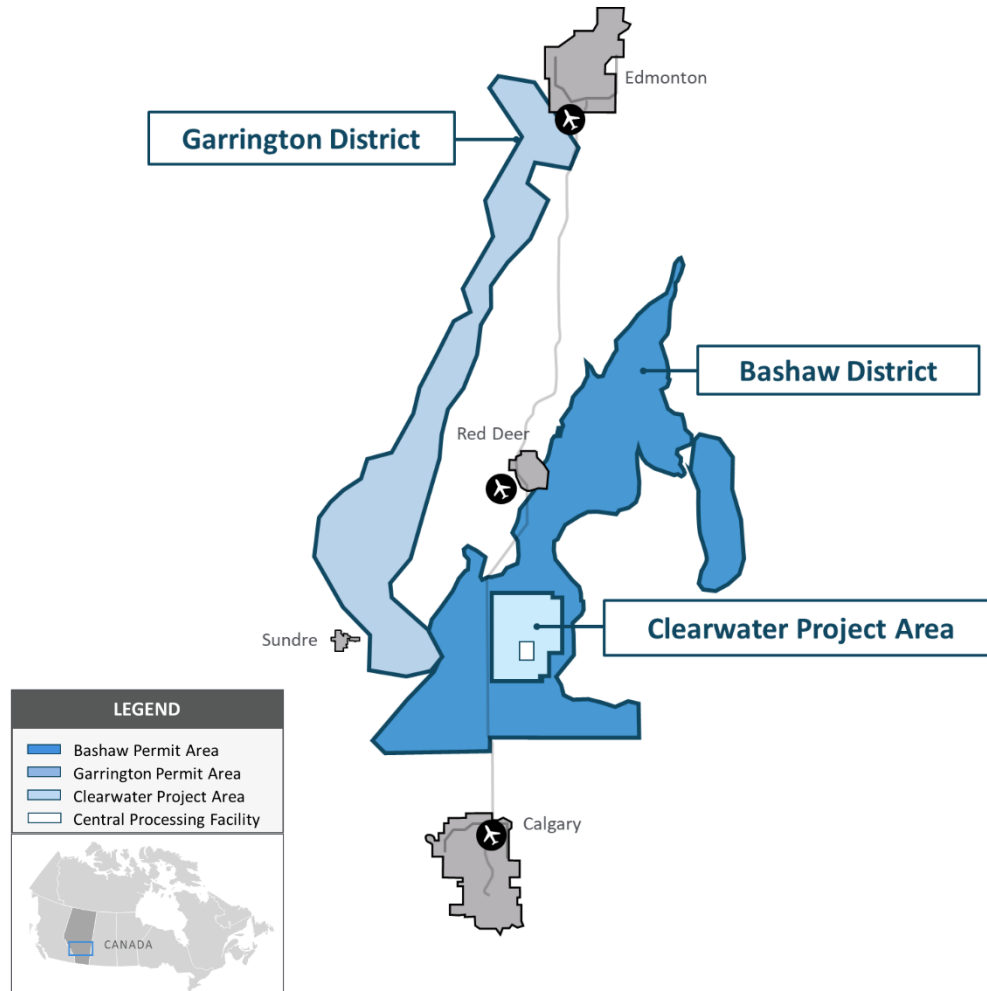 Edmonton
Garrington District
Bashaw District
Red Deer
Clearwater Project Area
Sundre
LEGEND
Bashaw Permit Area
Garrington Permit Area
Clearwater Project Area
Central Processing Facility
Calgary
CANADA